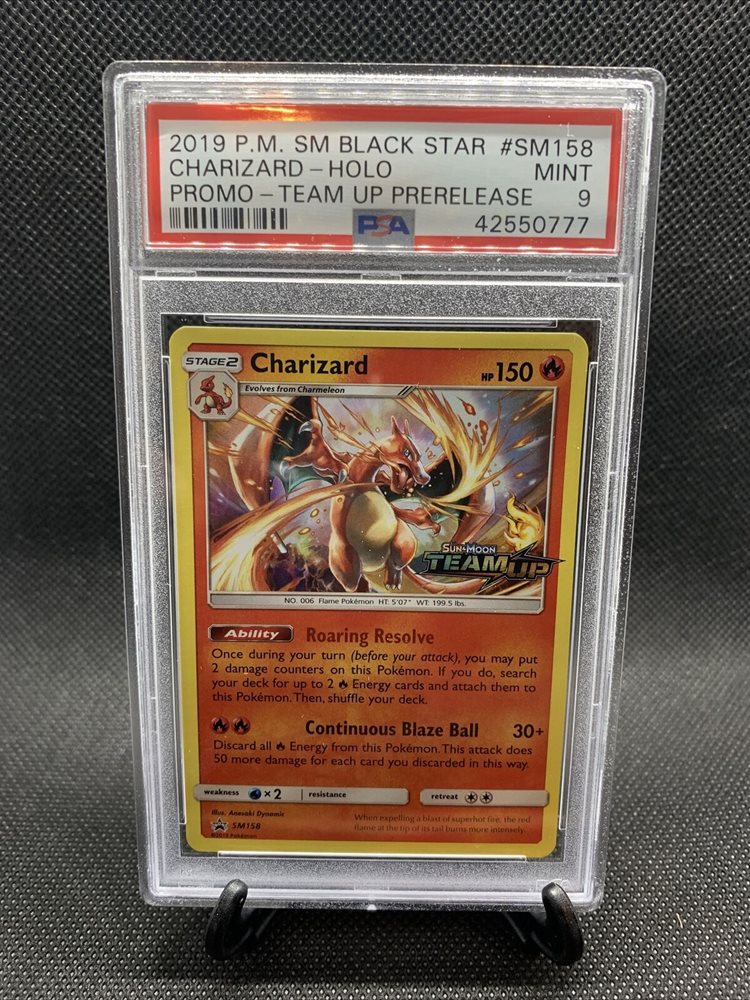 2019 P.M. SM BLACK STAR #SM158
CHARIZARD – HOLO MINT
PROMO – TEAM UP PRERELEASE 9
PSA 42550777
STAGE 2 Charizard HP 150
Evolves from Charmeleon
SUN & MOON
TEAM UP
NO. 006 Flame Pokémon HT: 5'07" WT: 199.5 lbs.
Ability Roaring Resolve
Once during your turn (before your attack), you may put
2 damage counters on this Pokémon. If you do, search
your deck for up to 2 Energy cards and attach them to
this Pokémon. Then, shuffle your deck.
Continuous Blaze Ball 30+
Discard all Energy from this Pokémon. This attack does
50 more damage for each card you discarded in this way.
weakness ×2 resistance retreat
Illus. Anesaki Dynamic
When expelling a blast of superhot fire, the red
SM158
flame at the tip of its tail burns more intensely.
©2019 Pokémon